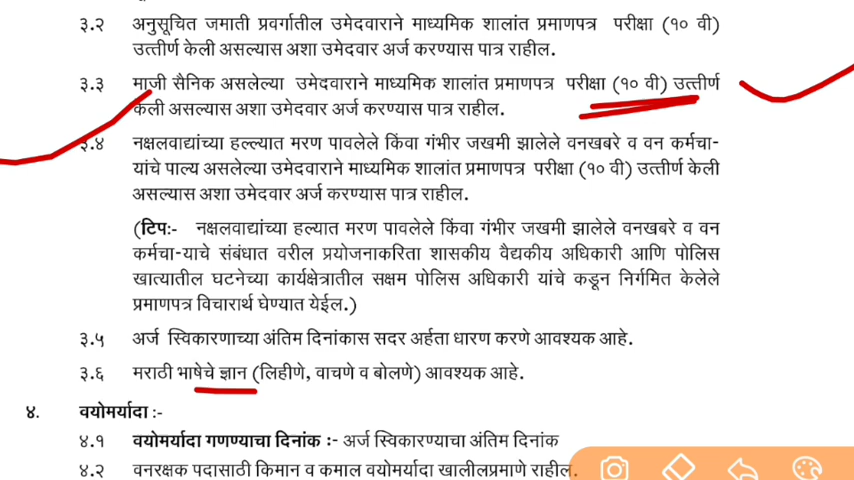 ३.२ अनुसूचित जमाती प्रवर्गातील उमेदवाराने माध्यमिक शालांत प्रमाणपत्र परीक्षा (१० वी)
उत्तीर्ण केली असल्यास अशा उमेदवार अर्ज करण्यास पात्र राहील.
३.३ माजी सैनिक असलेल्या उमेदवाराने माध्यमिक शालांत प्रमाणपत्र परीक्षा (१० वी) उत्तीर्ण
केली असल्यास अशा उमेदवार अर्ज करण्यास पात्र राहील.
३.४ नक्षलवाद्यांच्या हल्ल्यात मरण पावलेले किंवा गंभीर जखमी झालेले वनखबरे व वन कर्मचा-
यांचे पाल्य असलेल्या उमेदवाराने माध्यमिक शालांत प्रमाणपत्र परीक्षा (१० वी) उत्तीर्ण केली
असल्यास अशा उमेदवार अर्ज करण्यास पात्र राहील.
(टिप:- नक्षलवाद्यांच्या हल्यात मरण पावलेले किंवा गंभीर जखमी झालेले वनखबरे व वन
कर्मचा-याचे संबंधात वरील प्रयोजनाकरिता शासकीय वैद्यकीय अधिकारी आणि पोलिस
खात्यातील घटनेच्या कार्यक्षेत्रातील सक्षम पोलिस अधिकारी यांचे कडून निर्गमित केलेले
प्रमाणपत्र विचारार्थ घेण्यात येईल.)
३.५ अर्ज स्विकारणाच्या अंतिम दिनांकास सदर अर्हता धारण करणे आवश्यक आहे.
३.६ मराठी भाषेचे ज्ञान (लिहीणे, वाचणे व बोलणे) आवश्यक आहे.
४. वयोमर्यादा :-
४.१ वयोमर्यादा गणण्याचा दिनांक :- अर्ज स्विकारण्याचा अंतिम दिनांक
४.२ वनरक्षक पदासाठी किमान व कमाल वयोमर्यादा खालीलप्रमाणे राहील.